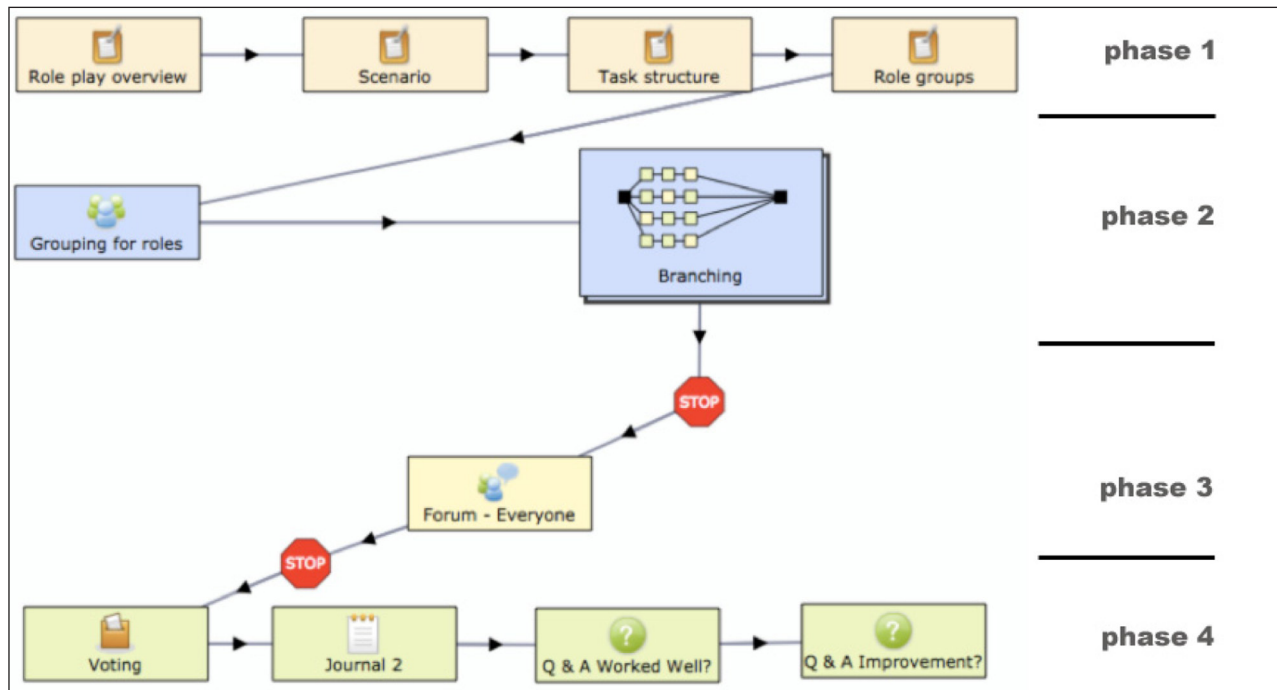 Role play overview
Scenario
Task structure
Role groups
phase 1
Grouping for roles
Branching
phase 2
STOP
Forum - Everyone
phase 3
STOP
Voting
Journal 2
Q & A Worked Well?
Q & A Improvement?
phase 4